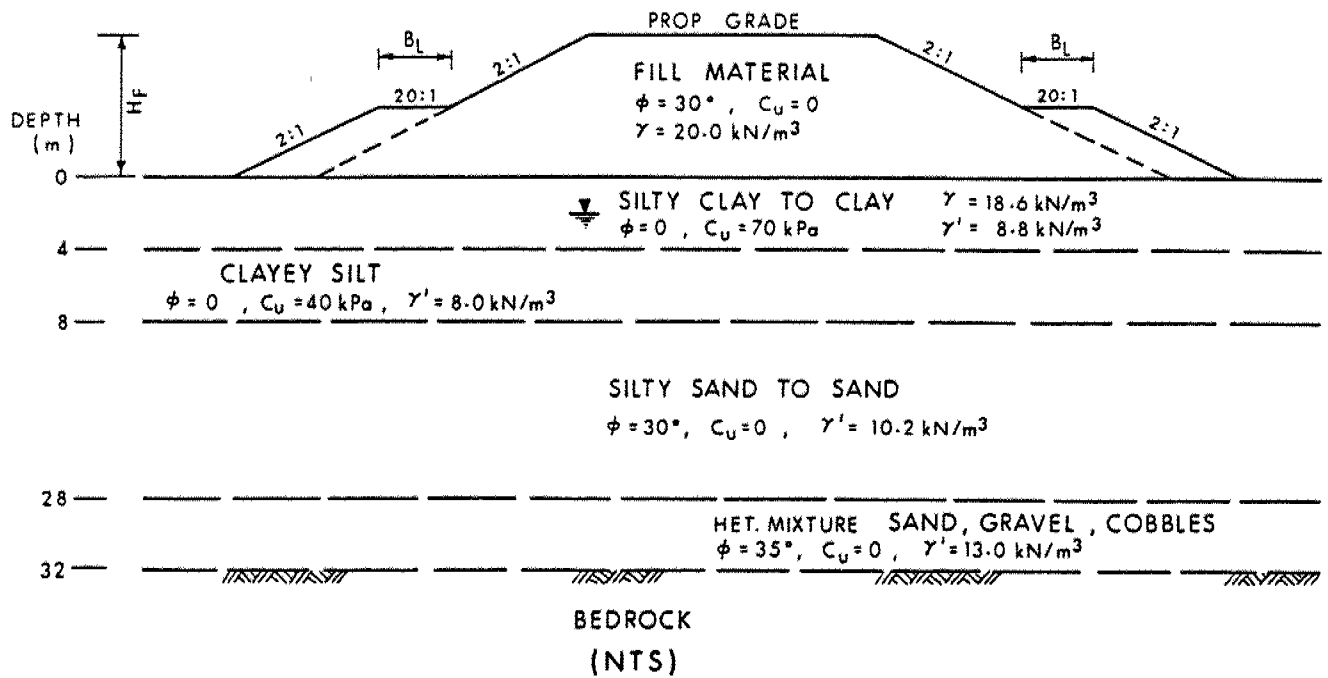 PROP GRADE
B_L
B_L
2:1
2:1
FILL MATERIAL
H_F
20:1
ϕ = 30° , C_u = 0
20:1
DEPTH
(m)
2:1
γ = 20.0 kN/m³
2:1
0
SILTY CLAY TO CLAY γ = 18.6 kN/m³
ϕ = 0 , C_u = 70 kPa γ' = 8.8 kN/m³
4
CLAYEY SILT
ϕ = 0 , C_u = 40 kPa , γ' = 8.0 kN/m³
8
SILTY SAND TO SAND
ϕ = 30° , C_u = 0 , γ' = 10.2 kN/m³
28
HET. MIXTURE SAND, GRAVEL , COBBLES
ϕ = 35° , C_u = 0 , γ' = 13.0 kN/m³
32
BEDROCK
(NTS)